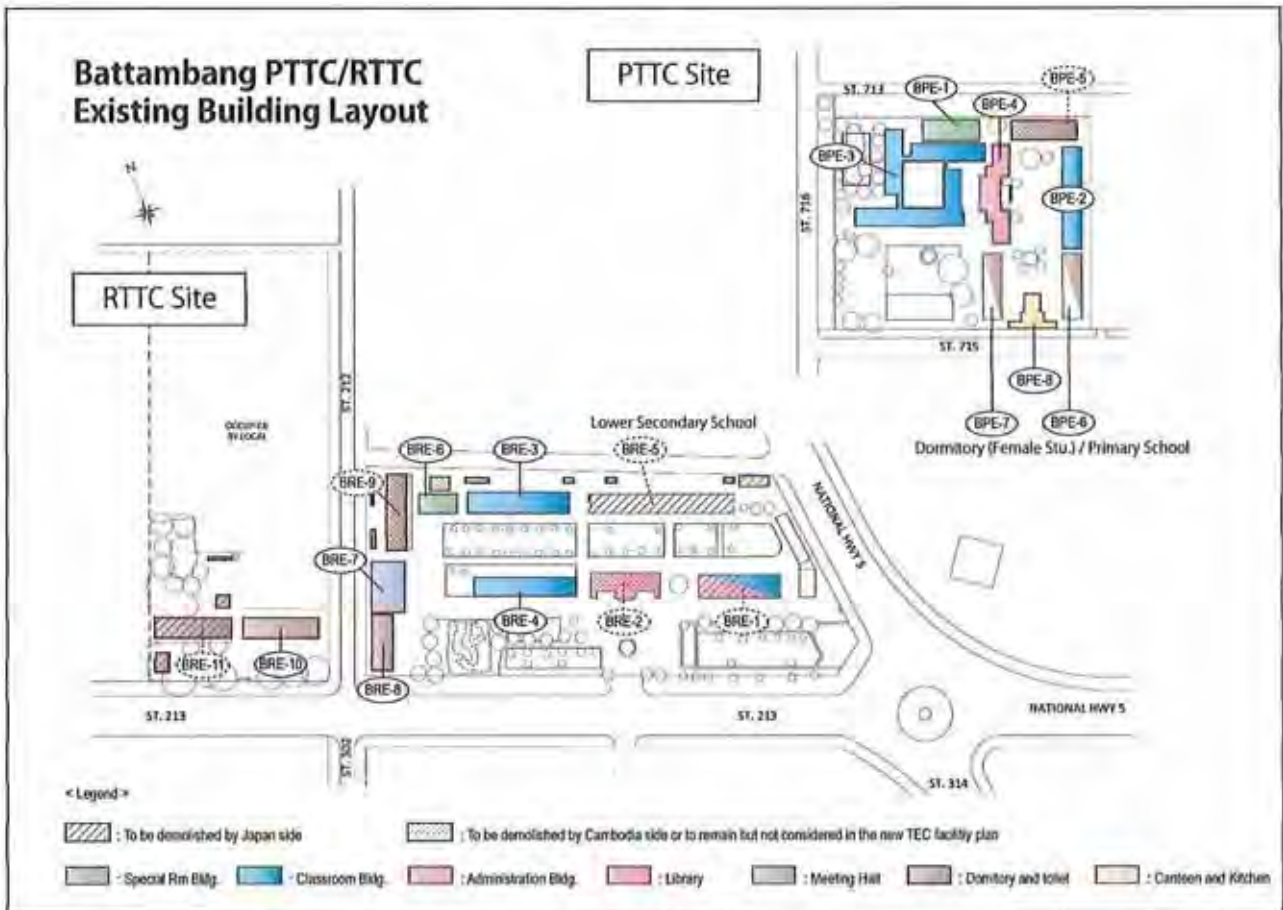 Battambang PTTC/RTTC
Existing Building Layout
PTTC Site
ST. 713
BPE-1
BPE-4
BPE-5
BPE-3
BPE-2
ST. 716
ST. 715
BPE-8
BPE-7
BPE-6
Dormitory (Female Stu.) / Primary School
N
RTTC Site
ST. 212
OCCUPIED
BY LOCAL
Lower Secondary School
BRE-6
BRE-3
BRE-5
BRE-9
NATIONAL HWY 5
BRE-7
BRE-4
BRE-2
BRE-1
BRE-11
BRE-10
BRE-8
ST. 213
ST. 213
NATIONAL HWY 5
ST. 302
ST. 314
< Legend >
: To be demolished by Japan side
: To be demolished by Cambodia side or to remain but not considered in the new TEC facility plan
: Special Rm Bldg.
: Classroom Bldg.
: Administration Bldg.
: Library
: Meeting Hall
: Domitory and toilet
: Canteen and Kitchen